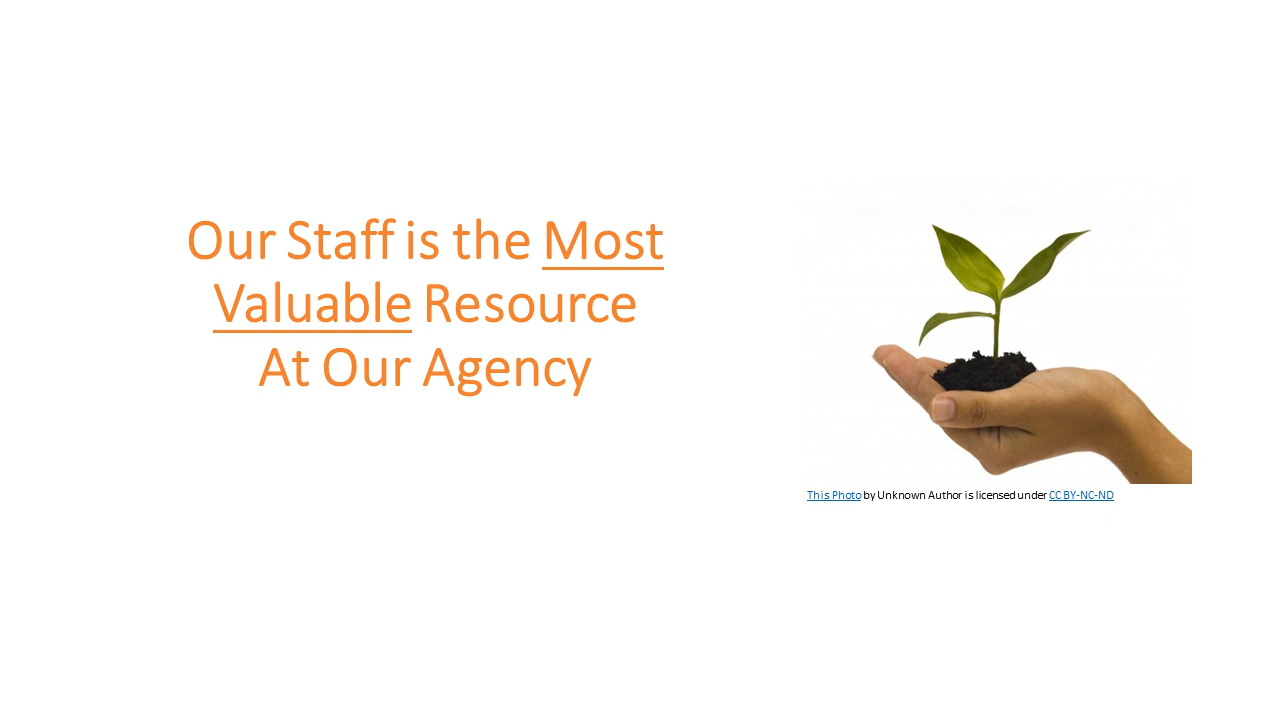 Our Staff is the Most
Valuable Resource
At Our Agency
This Photo by Unknown Author is licensed under CC BY-NC-ND